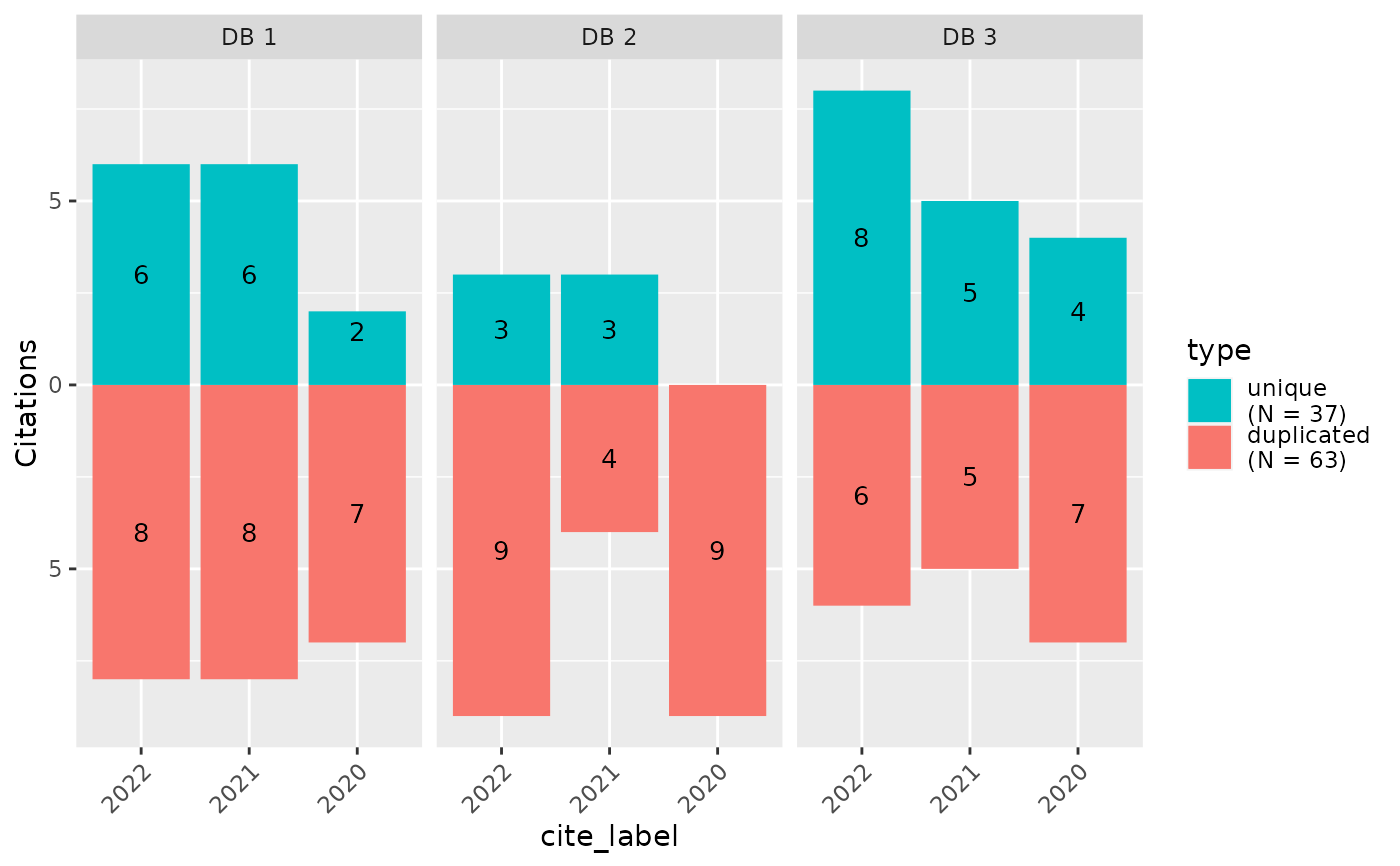 DB 1 DB 2 DB 3
Citations
5
0
5
6 6 2
8 8 7
3 3
9 4 9
8 5 4
6 5 7
2022 2021 2020 2022 2021 2020 2022 2021 2020
cite_label
type
unique
(N = 37)
duplicated
(N = 63)